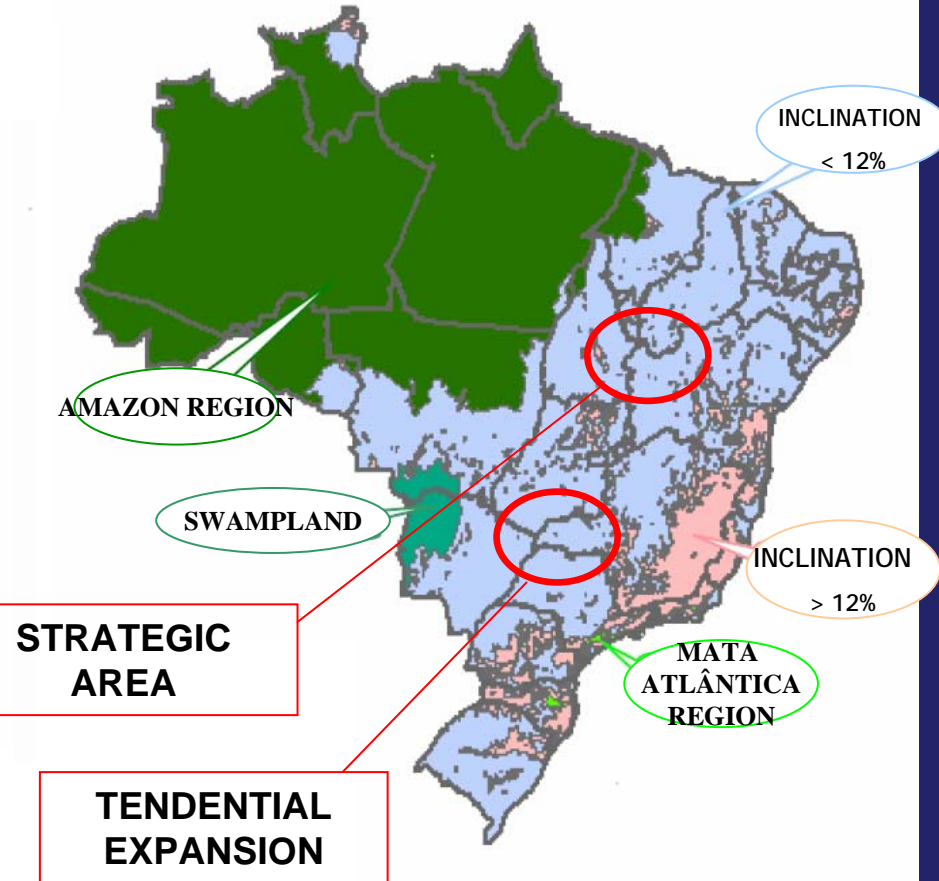 INCLINATION
< 12%
AMAZON REGION
SWAMPLAND
INCLINATION
> 12%
STRATEGIC
AREA
MATA
ATLÂNTICA
REGION
TENDENTIAL
EXPANSION